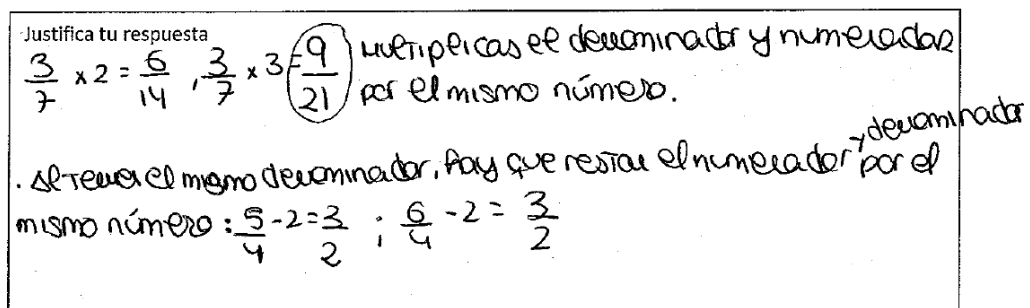 Justifica tu respuesta
3/7 x 2 = 6/14 , 3/7 x 3 = 9/21 Multiplicas el denominador y numerador
por el mismo número.
y denominador
. Al tener el mismo denominador, hay que restar el numerador por el
mismo número : 5/4 - 2 = 3/2 ; 6/4 - 2 = 3/2